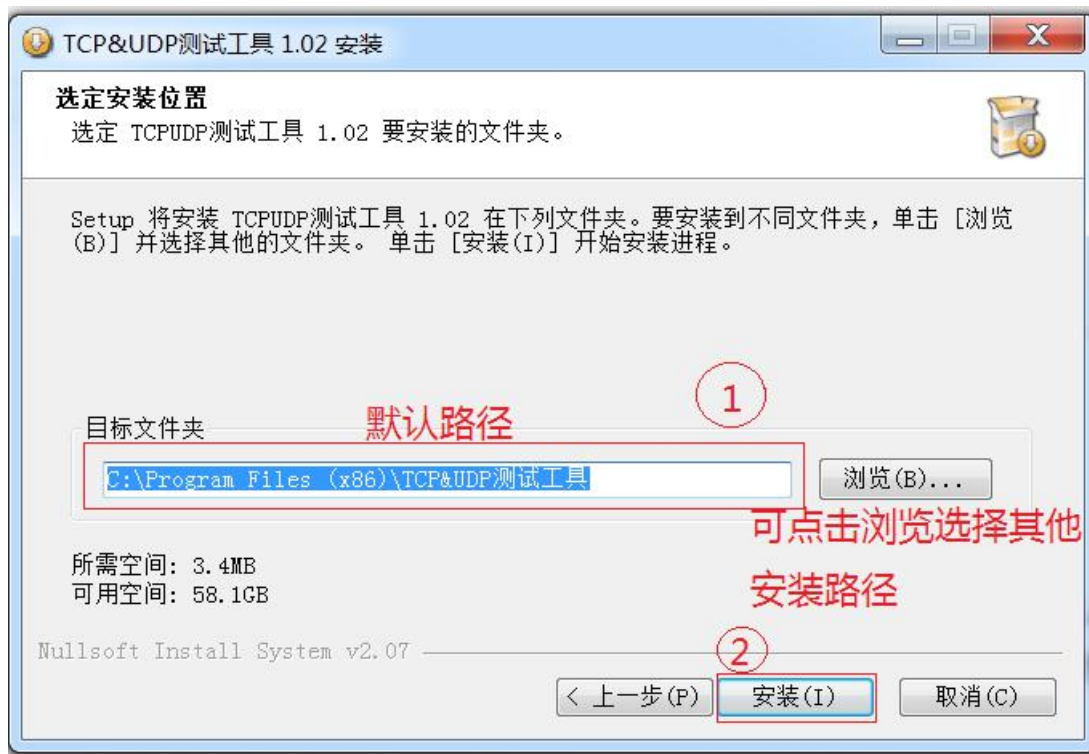 TCP&UDP测试工具 1.02 安装
选定安装位置
选定 TCPUDP测试工具 1.02 要安装的文件夹。
Setup 将安装 TCPUDP测试工具 1.02 在下列文件夹。要安装到不同文件夹，单击 [浏览
(B)] 并选择其他的文件夹。 单击 [安装(I)] 开始安装进程。
①
目标文件夹
默认路径
C:\Program Files (x86)\TCP&UDP测试工具
浏览(B)...
可点击浏览选择其他
安装路径
所需空间: 3.4MB
可用空间: 58.1GB
Nullsoft Install System v2.07
②
< 上一步(P)
安装(I)
取消(C)